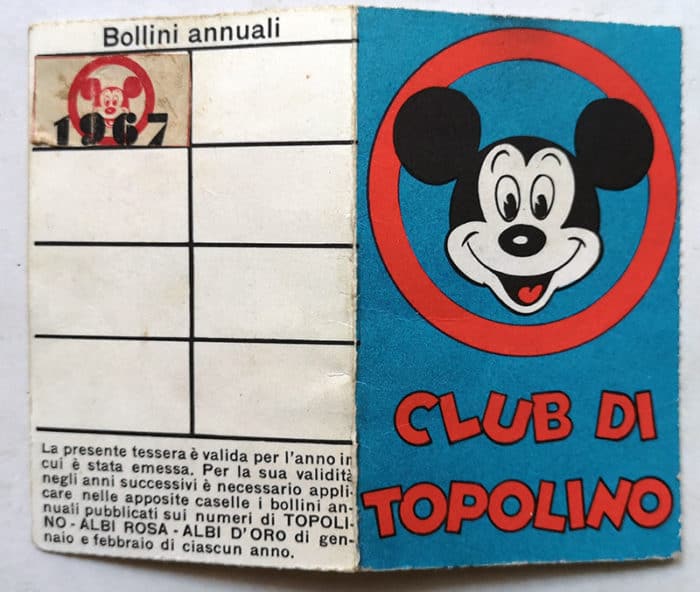 Bollini annuali
1967
La presente tessera è valida per l'anno in
cui è stata emessa. Per la sua validità
negli anni successivi è necessario appli-
care nelle apposite caselle i bollini an-
nuali pubblicati sui numeri di TOPOLI-
NO - ALBI ROSA - ALBI D'ORO di gen-
naio e febbraio di ciascun anno.
CLUB DI
TOPOLINO